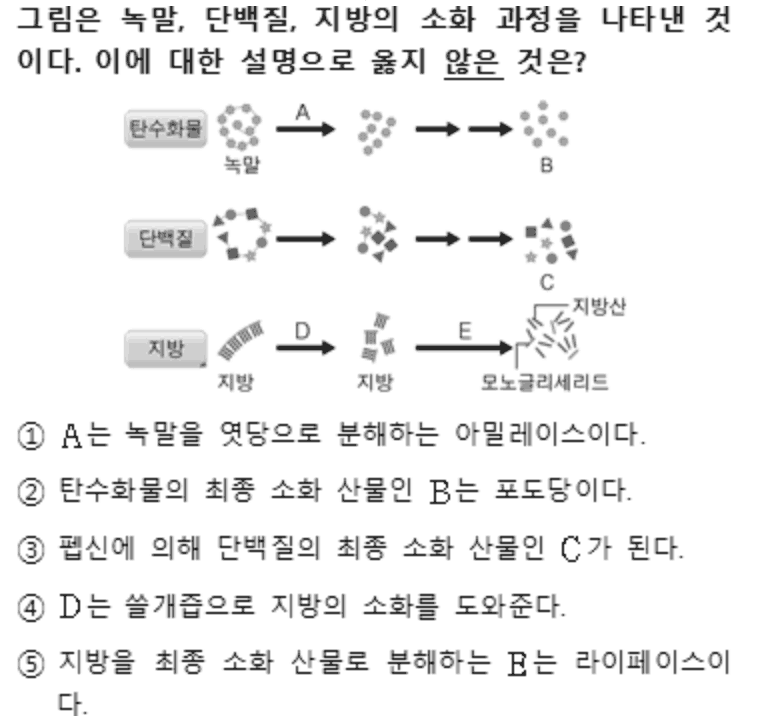 그림은 녹말, 단백질, 지방의 소화 과정을 나타낸 것
이다. 이에 대한 설명으로 옳지 않은 것은?
탄수화물
A
녹말
B
단백질
C
지방산
지방
D
E
지방
지방
모노글리세리드
① A는 녹말을 엿당으로 분해하는 아밀레이스이다.
② 탄수화물의 최종 소화 산물인 B는 포도당이다.
③ 펩신에 의해 단백질의 최종 소화 산물인 C가 된다.
④ D는 쓸개즙으로 지방의 소화를 도와준다.
⑤ 지방을 최종 소화 산물로 분해하는 E는 라이페이스이
다.